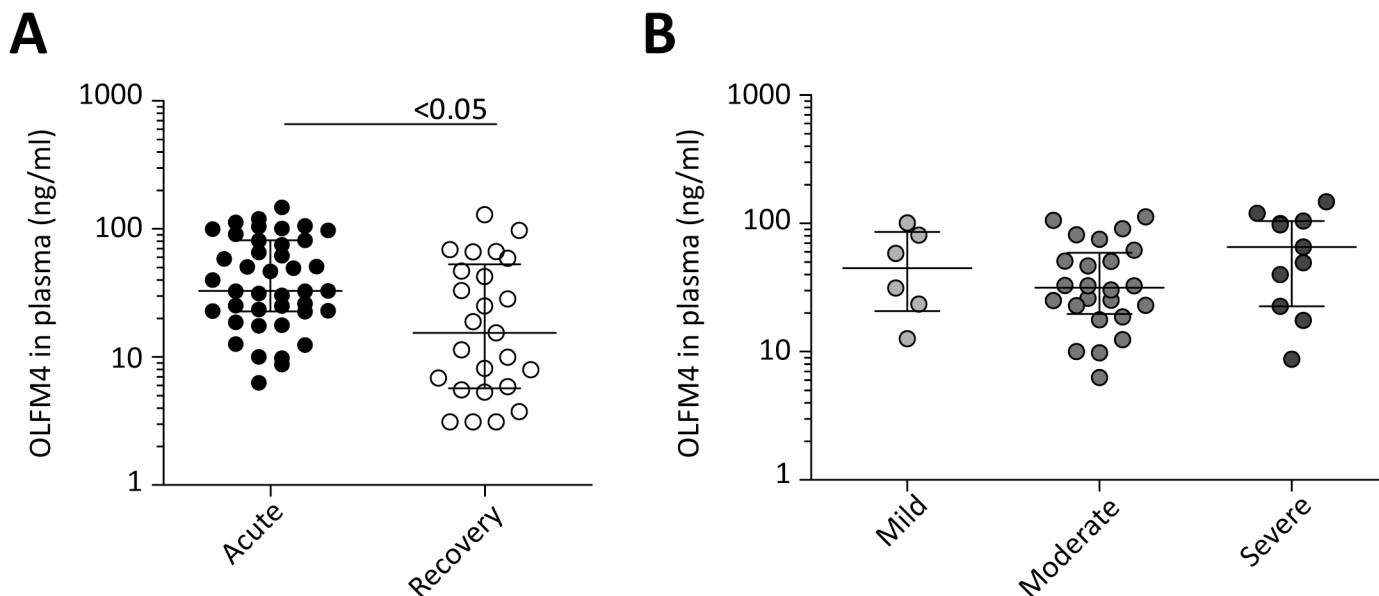 A
OLFM4 in plasma (ng/ml)
1000
100
10
1
<0.05
Acute
Recovery
B
OLFM4 in plasma (ng/ml)
1000
100
10
1
Mild
Moderate
Severe